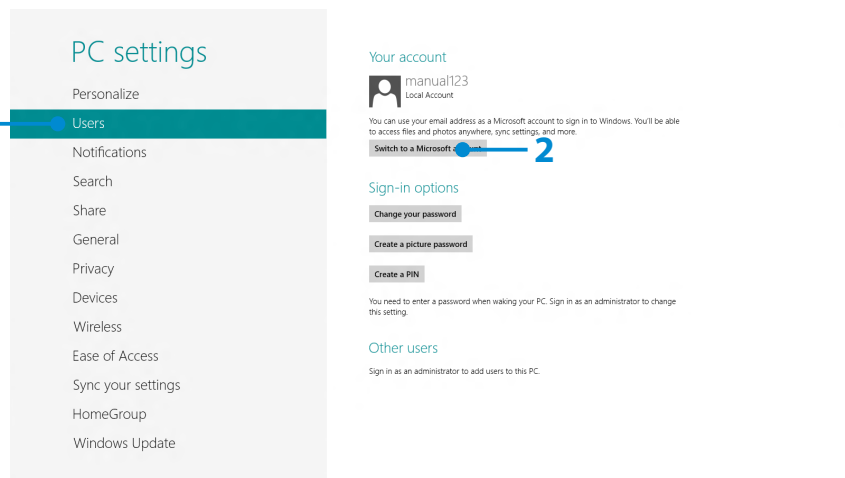 PC settings
Personalize
Users
Notifications
Search
Share
General
Privacy
Devices
Wireless
Ease of Access
Sync your settings
HomeGroup
Windows Update
Your account
manual123
Local Account
You can use your email address as a Microsoft account to sign in to Windows. You'll be able
to access files and photos anywhere, sync settings, and more.
Switch to a Microsoft account
2
Sign-in options
Change your password
Create a picture password
Create a PIN
You need to enter a password when waking your PC. Sign in as an administrator to change
this setting.
Other users
Sign in as an administrator to add users to this PC.